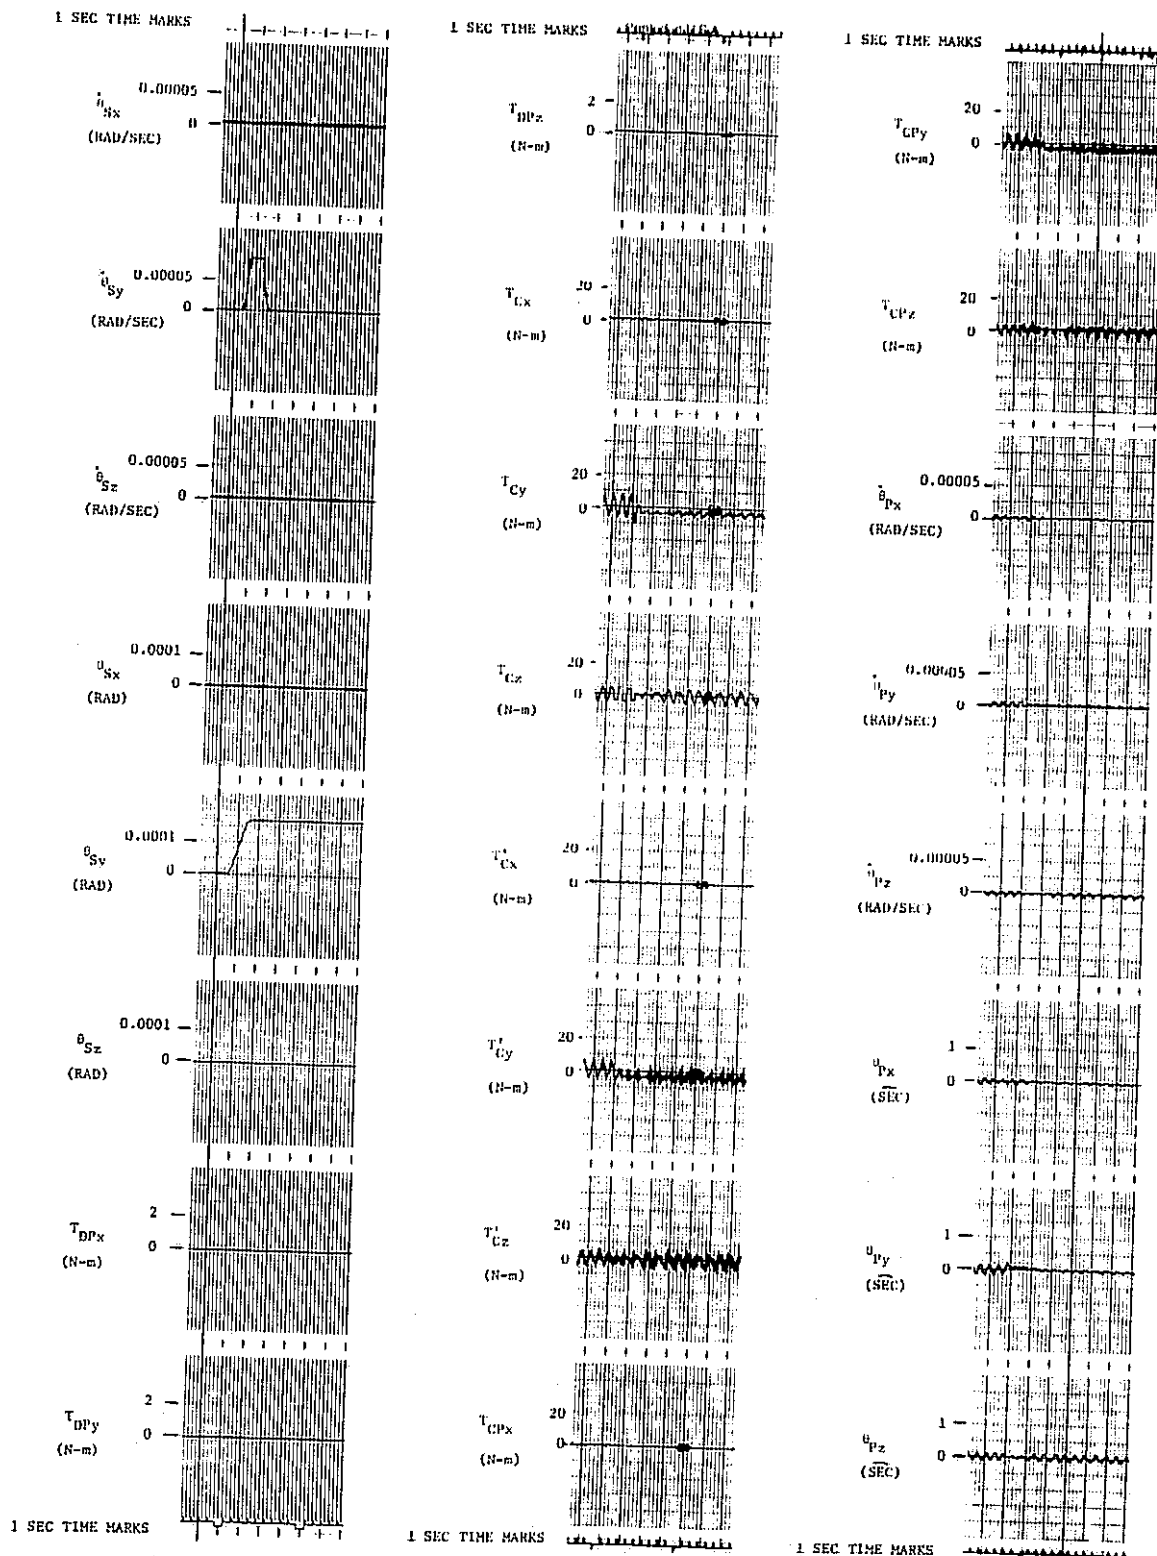 1 SEC TIME MARKS
0.00005
θ̇Sx
0
(RAD/SEC)
0.00005
θ̇Sy
0
(RAD/SEC)
0.00005
θ̇Sz
0
(RAD/SEC)
0.0001
θSx
0
(RAD)
0.0001
θSy
0
(RAD)
0.0001
θSz
0
(RAD)
2
TDPx
0
(N-m)
2
TDPy
0
(N-m)
1 SEC TIME MARKS
1 SEC TIME MARKS
2
TDPz
0
(N-m)
20
TCx
0
(N-m)
20
TCy
0
(N-m)
20
TCz
0
(N-m)
20
T'Cx
0
(N-m)
20
T'Cy
0
(N-m)
20
T'Cz
0
(N-m)
20
TCPx
0
(N-m)
1 SEC TIME MARKS
1 SEC TIME MARKS
20
TCPy
0
(N-m)
20
TCPz
0
(N-m)
0.00005
θ̇Px
0
(RAD/SEC)
0.00005
θ̇Py
0
(RAD/SEC)
0.00005
θ̇Pz
0
(RAD/SEC)
1
θPx
0
(SEC)
1
θPy
0
(SEC)
1
θPz
0
(SEC)
1 SEC TIME MARKS